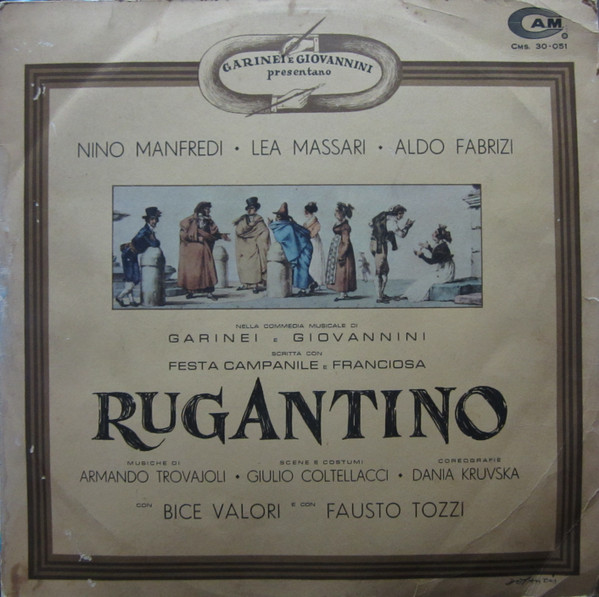 CAM
CMS. 30-051
GARINEI E GIOVANNINI
presentano
NINO MANFREDI • LEA MASSARI • ALDO FABRIZI
NELLA COMMEDIA MUSICALE DI
GARINEI E GIOVANNINI
SCRITTA CON
FESTA CAMPANILE E FRANCIOSA
RUGANTINO
MUSICHE DI SCENE E COSTUMI COREOGRAFIE
ARMANDO TROVAJOLI • GIULIO COLTELLACCI • DANIA KRUVSKA
CON BICE VALORI E CON FAUSTO TOZZI